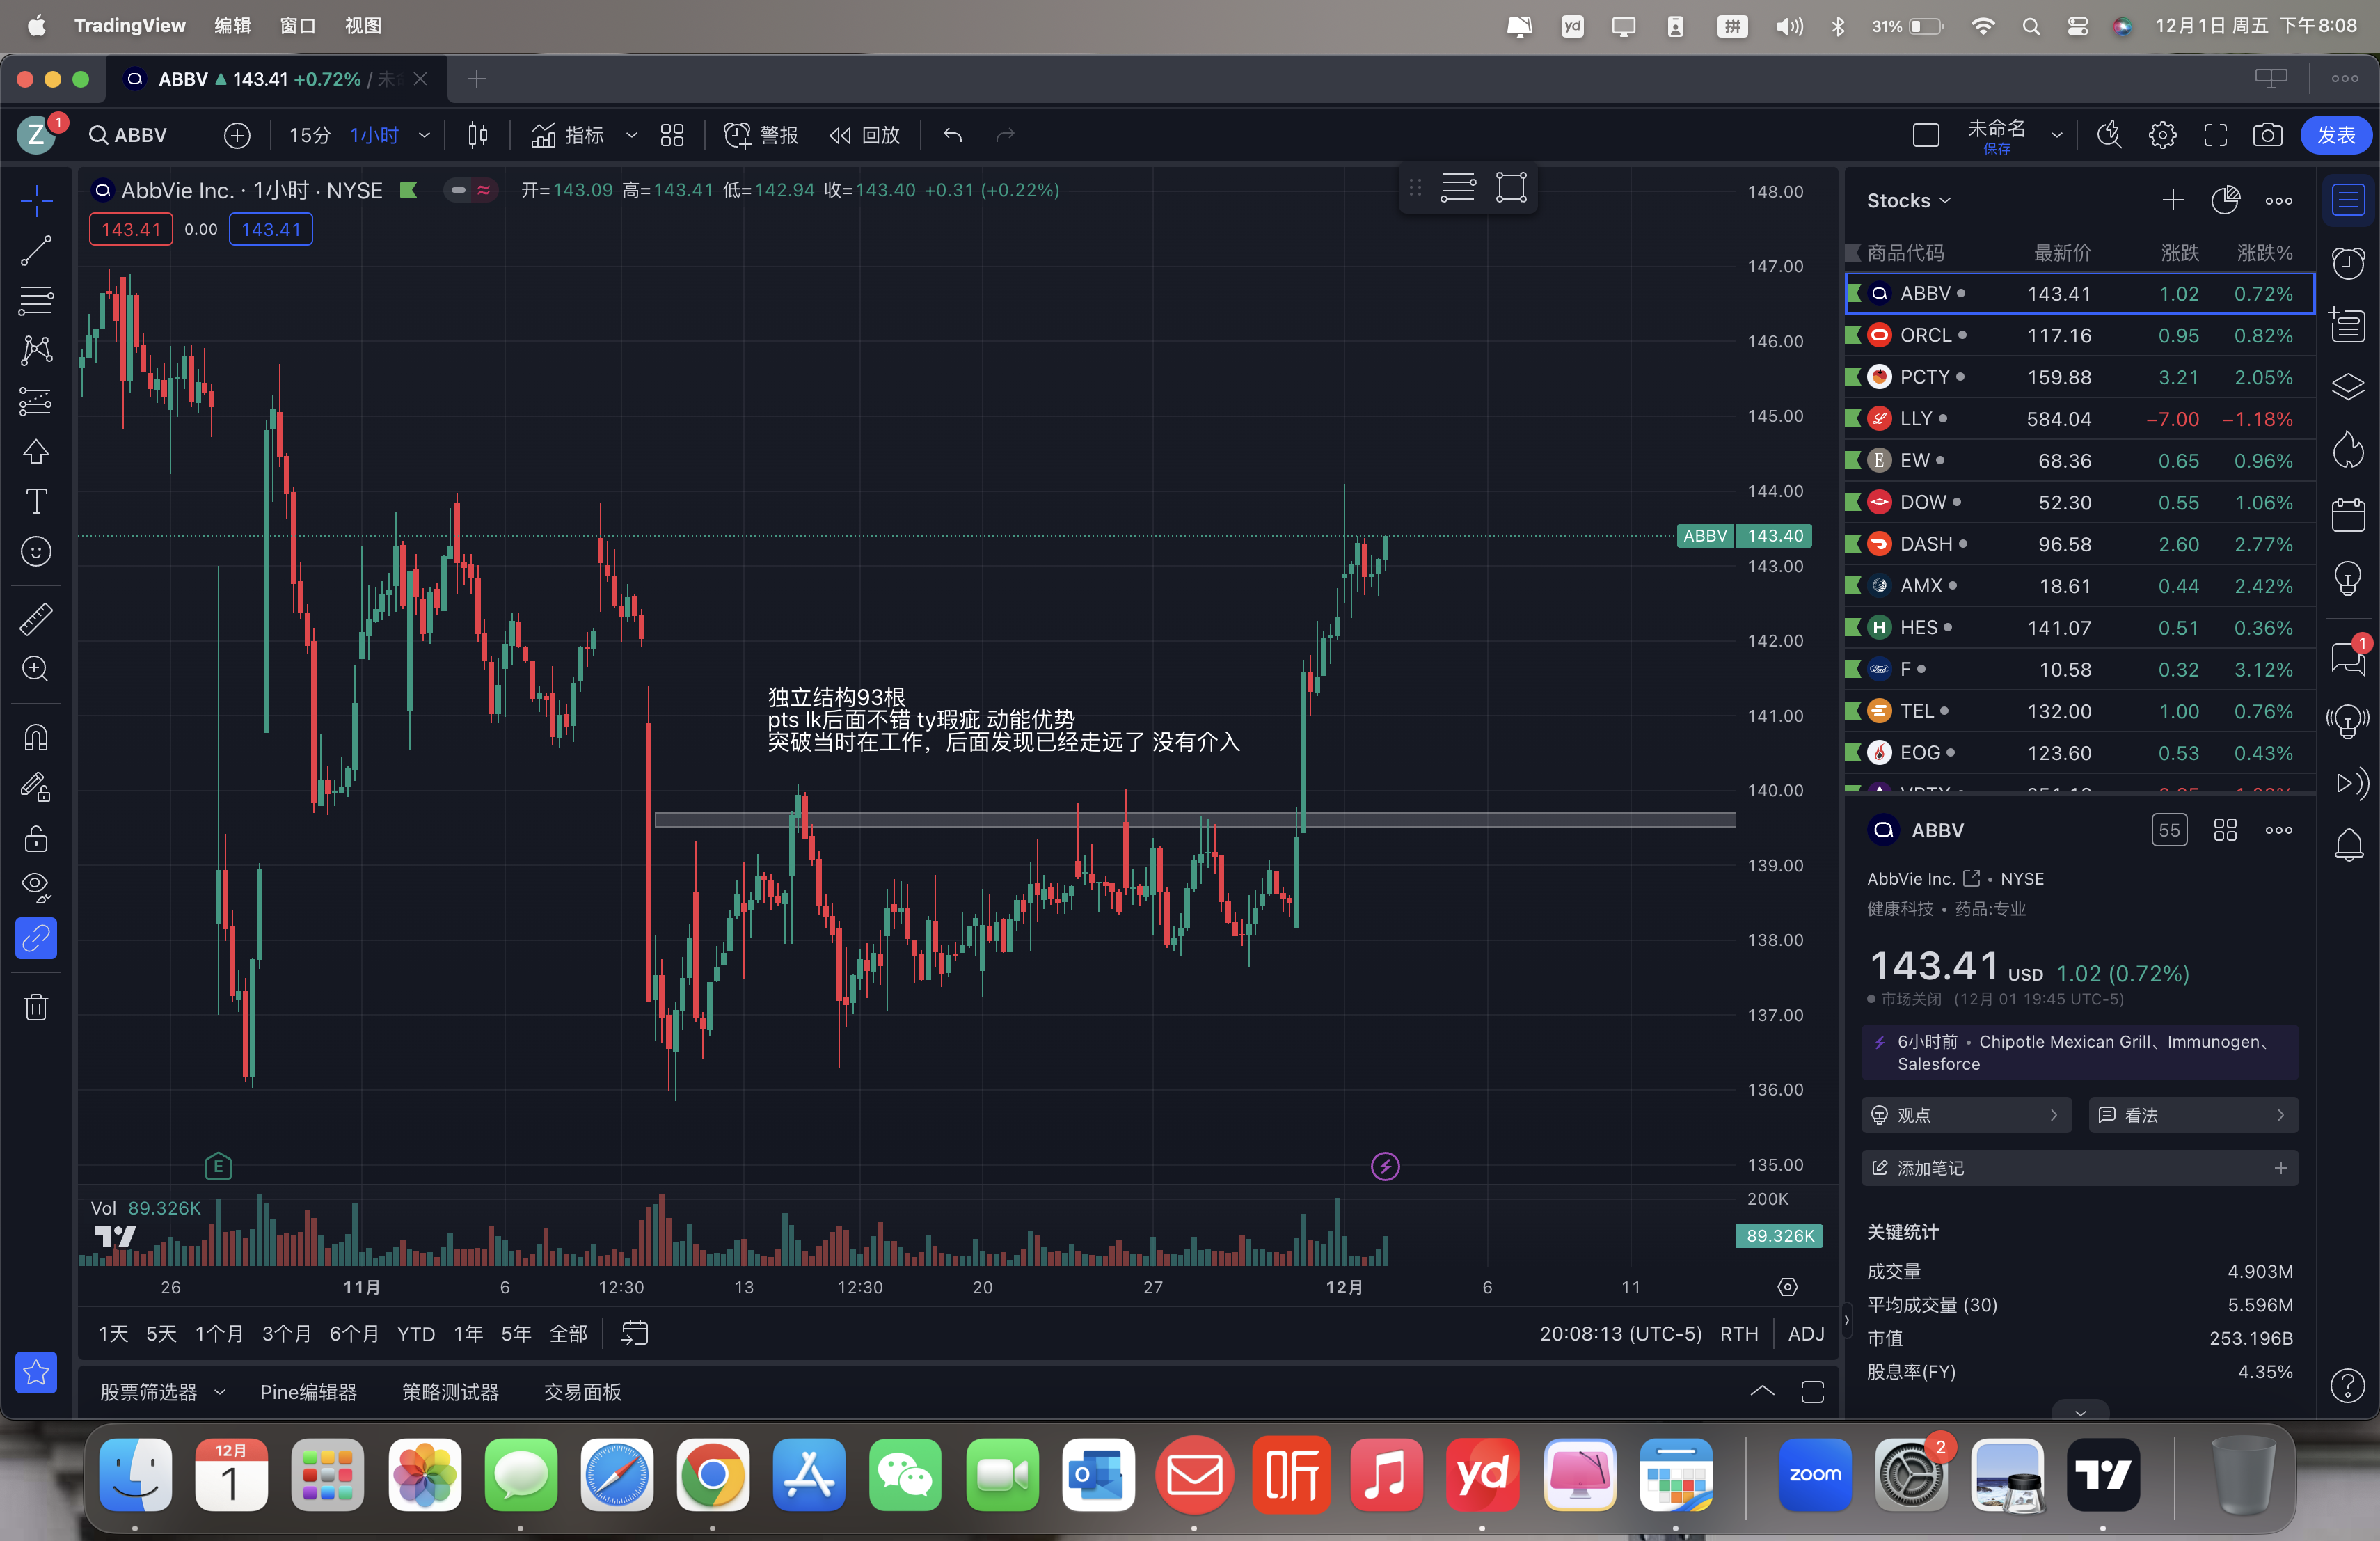 TradingView 编辑 窗口 视图
yd 拼 31% 12月1日 周五 下午8:08
ABBV ▲ 143.41 +0.72% /
Z 1 ABBV 15分 1小时 指标 警报 回放 未命名 发表
保存
AbbVie Inc. · 1小时 · NYSE 开=143.09 高=143.41 低=142.94 收=143.40 +0.31 (+0.22%)
143.41 0.00 143.41
148.00
147.00
146.00
145.00
144.00
ABBV 143.40
143.00
142.00
141.00
140.00
139.00
138.00
137.00
136.00
135.00
独立结构93根
pts lk后面不错 ty瑕疵 动能优势
突破当时在工作，后面发现已经走远了 没有介入
E
Vol 89.326K
200K
89.326K
26 11月 6 12:30 13 12:30 20 27 12月 6 11
1天 5天 1个月 3个月 6个月 YTD 1年 5年 全部 20:08:13 (UTC-5) RTH ADJ
股票筛选器 Pine编辑器 策略测试器 交易面板
Stocks
商品代码 最新价 涨跌 涨跌%
ABBV 143.41 1.02 0.72%
ORCL 117.16 0.95 0.82%
PCTY 159.88 3.21 2.05%
LLY 584.04 −7.00 −1.18%
EW 68.36 0.65 0.96%
DOW 52.30 0.55 1.06%
DASH 96.58 2.60 2.77%
AMX 18.61 0.44 2.42%
HES 141.07 0.51 0.36%
F 10.58 0.32 3.12%
TEL 132.00 1.00 0.76%
EOG 123.60 0.53 0.43%
1
ABBV 55
AbbVie Inc. • NYSE
健康科技 • 药品:专业
143.41 USD 1.02 (0.72%)
市场关闭 (12月 01 19:45 UTC-5)
6小时前 • Chipotle Mexican Grill、Immunogen、
Salesforce
观点 看法
添加笔记
关键统计
成交量 4.903M
平均成交量 (30) 5.596M
市值 253.196B
股息率(FY) 4.35%
12月
1
听
yd
zoom
2